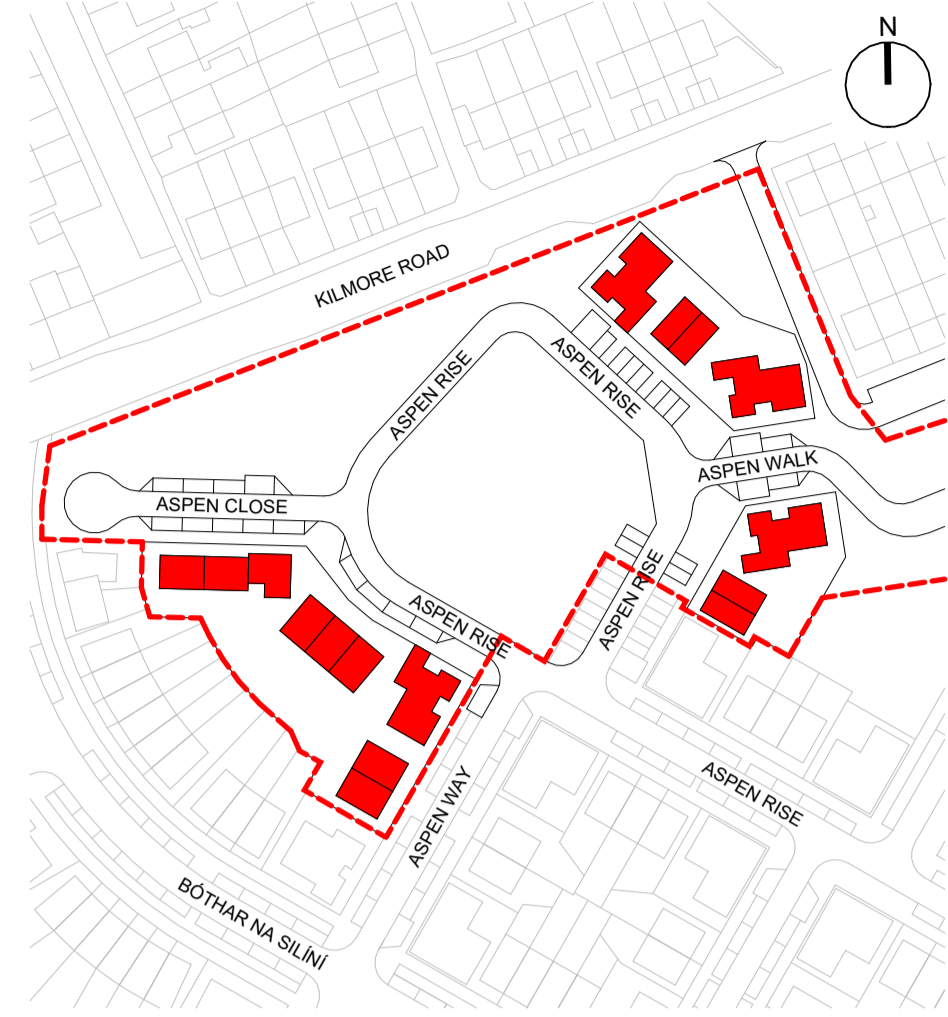 N
KILMORE ROAD
ASPEN RISE
ASPEN RISE
ASPEN WALK
ASPEN CLOSE
ASPEN RISE
ASPEN RISE
ASPEN RISE
ASPEN WAY
BÓTHAR NA SILÍNÍ